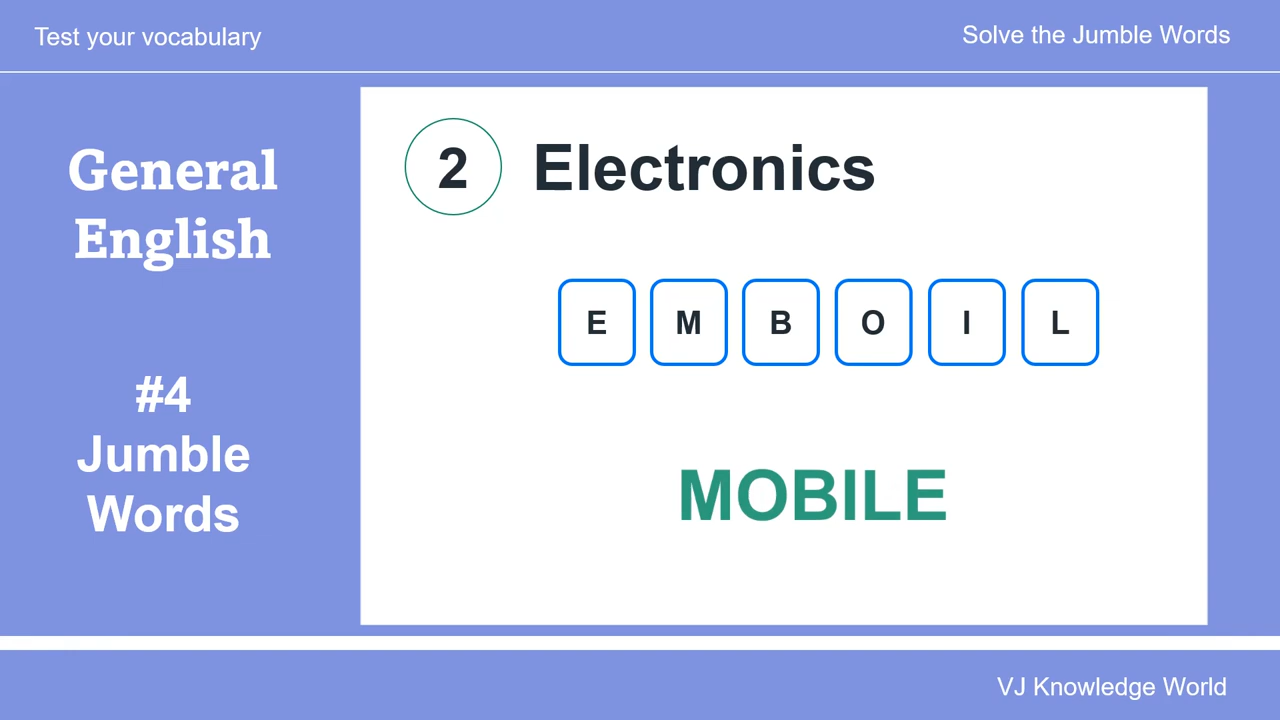 Test your vocabulary
Solve the Jumble Words
General
English
#4
Jumble
Words
2
Electronics
E M B O I L
MOBILE
VJ Knowledge World